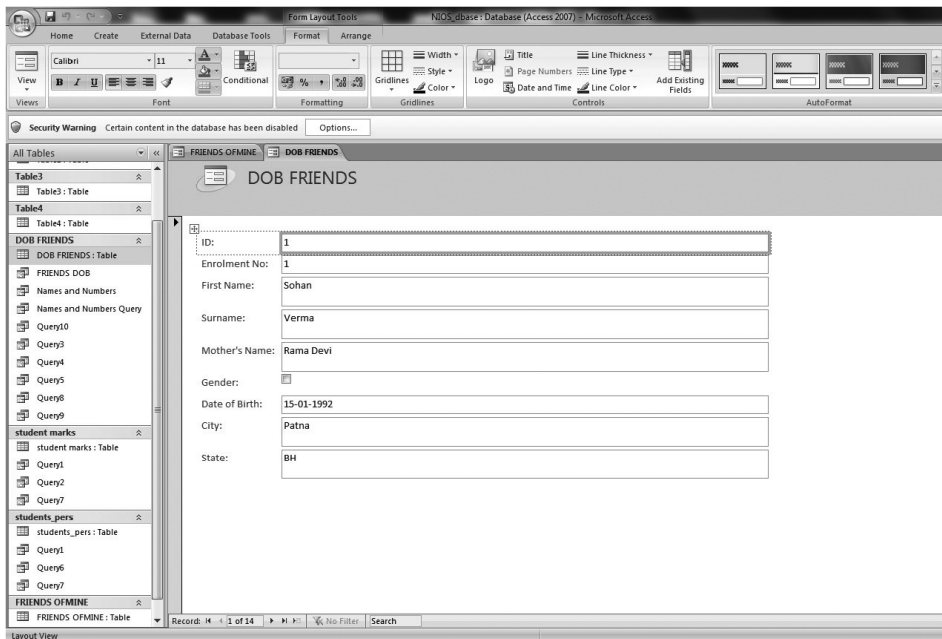 Form Layout Tools NIOS_dbase : Database (Access 2007) - Microsoft Access
Home Create External Data Database Tools Format Arrange
Calibri 11
View
B I U
Conditional
% ,
Gridlines
Width
Style
Color
Logo
Title
Page Numbers
Date and Time
Line Thickness
Line Type
Line Color
Add Existing
Fields
XXXXX XXXXX XXXXX XXXXX
Views Font Formatting Gridlines Controls AutoFormat
Security Warning Certain content in the database has been disabled Options...
All Tables «
FRIENDS OFMINE DOB FRIENDS
Table3
Table3 : Table
Table4
Table4 : Table
DOB FRIENDS
DOB FRIENDS : Table
FRIENDS DOB
Names and Numbers
Names and Numbers Query
Query10
Query3
Query4
Query5
Query8
Query9
student marks
student marks : Table
Query1
Query2
Query7
students_pers
students_pers : Table
Query1
Query6
Query7
FRIENDS OFMINE
FRIENDS OFMINE : Table
DOB FRIENDS
ID: 1
Enrolment No: 1
First Name: Sohan
Surname: Verma
Mother's Name: Rama Devi
Gender:
Date of Birth: 15-01-1992
City: Patna
State: BH
Record: 1 of 14 No Filter Search
Layout View